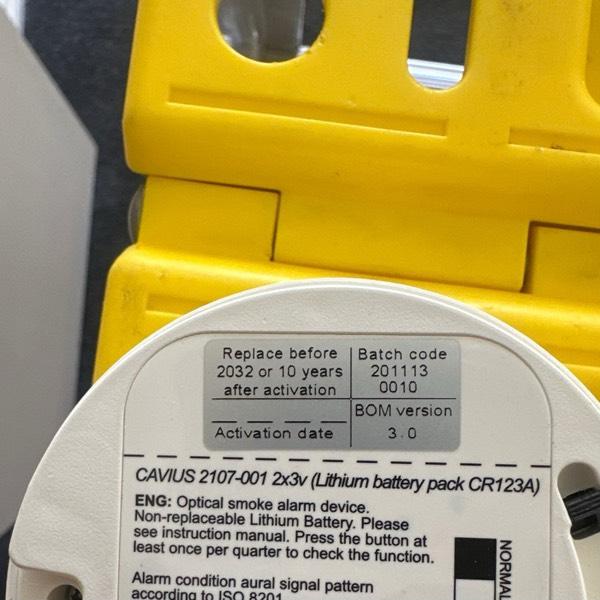 Replace before
2032 or 10 years
after activation
Activation date
Batch code
201113
0010
BOM version
3.0
CAVIUS 2107-001 2x3v (Lithium battery pack CR123A)
ENG: Optical smoke alarm device.
Non-replaceable Lithium Battery. Please
see instruction manual. Press the button at
least once per quarter to check the function.
Alarm condition aural signal pattern
according to ISO 8201
NORMAL